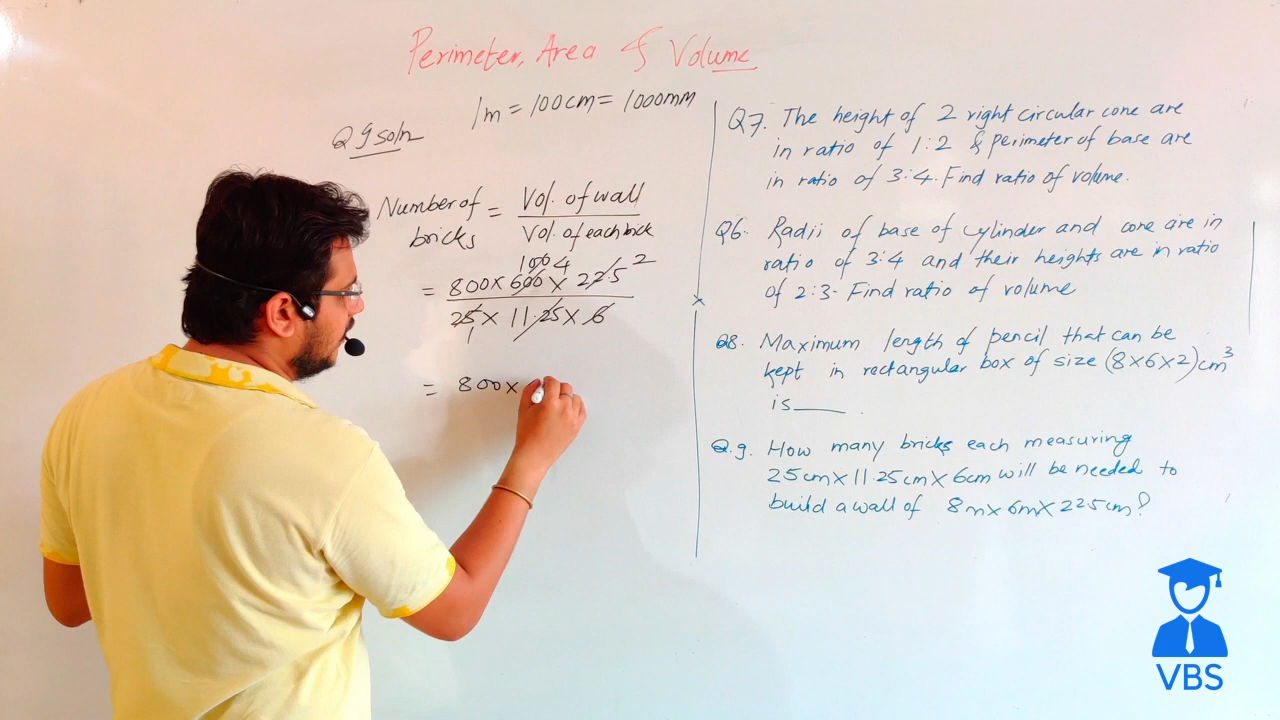 Perimeter, Area & Volume
1m = 100cm = 1000mm
Q9 soln
Number of bricks = Vol. of wall
Vol. of each brick
100 4
= 800 x 600 x 225 2
25 x 11.25 x 6
1
= 800 x
Q7. The height of 2 right circular cone are
in ratio of 1:2 & perimeter of base are
in ratio of 3:4. Find ratio of volume.
Q6. Radii of base of cylinder and cone are in
ratio of 3:4 and their heights are in ratio
of 2:3. Find ratio of volume
Q8. Maximum length of pencil that can be
kept in rectangular box of size (8x6x2)cm³
is ____ .
Q.9. How many bricks each measuring
25cm x 11.25cm x 6cm will be needed to
build a wall of 8m x 6m x 22.5cm?
VBS